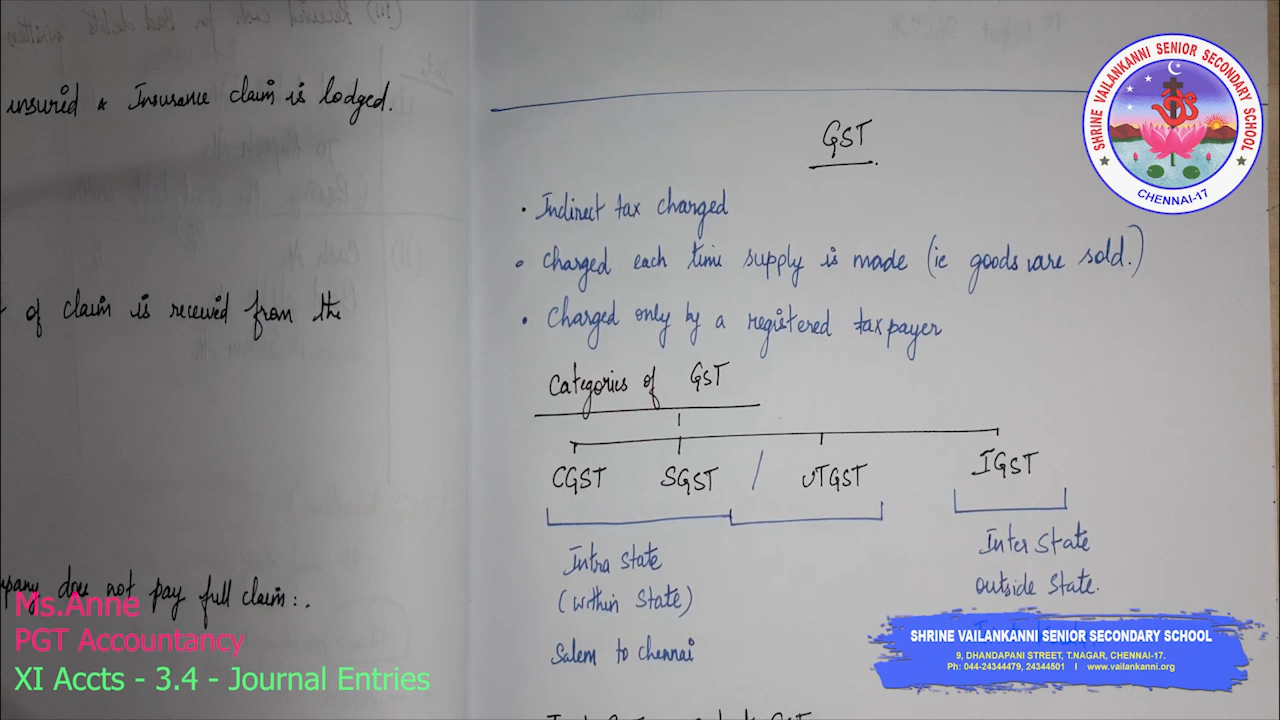 insured & Insurance claim is lodged.
of claim is received from the
company does not pay full claim:.
GST
• Indirect tax charged
• Charged each time supply is made (ie goods are sold.)
• Charged only by a registered taxpayer
Categories of GST
CGST SGST / UTGST IGST
Intra State
(within State)
Salem to Chennai
Inter State
outside State.
SHRINE VAILANKANNI SENIOR SECONDARY SCHOOL
CHENNAI-17
Ms.Anne
PGT Accountancy
XI Accts - 3.4 - Journal Entries
SHRINE VAILANKANNI SENIOR SECONDARY SCHOOL
9, DHANDAPANI STREET, T.NAGAR, CHENNAI-17.
Ph: 044-24344479, 24344501 I www.vailankanni.org